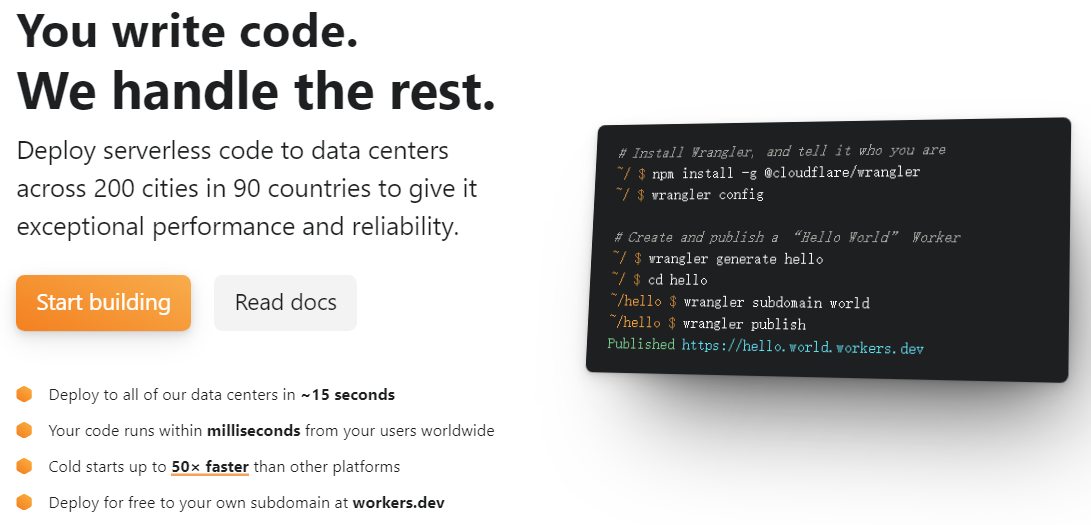 You write code.
We handle the rest.
Deploy serverless code to data centers
across 200 cities in 90 countries to give it
exceptional performance and reliability.
Start building
Read docs
Deploy to all of our data centers in ~15 seconds
Your code runs within milliseconds from your users worldwide
Cold starts up to 50× faster than other platforms
Deploy for free to your own subdomain at workers.dev
# Install Wrangler, and tell it who you are
~/ $ npm install -g @cloudflare/wrangler
~/ $ wrangler config
# Create and publish a “Hello World” Worker
~/ $ wrangler generate hello
~/ $ cd hello
~/hello $ wrangler subdomain world
~/hello $ wrangler publish
Published https://hello.world.workers.dev